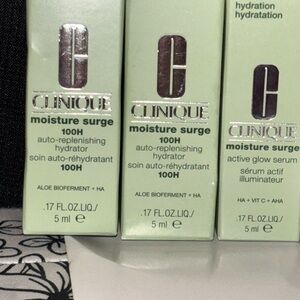 CLINIQUE
moisture surge
100H
auto-replenishing
hydrator
soin auto-réhydratant
100H
ALOE BIOFERMENT + HA
.17 FL.OZ.LIQ./
5 ml e
CLINIQUE
moisture surge
100H
auto-replenishing
hydrator
soin auto-réhydratant
100H
ALOE BIOFERMENT + HA
.17 FL.OZ.LIQ./
5 ml e
hydration
hydratation
CLINIQUE
moisture surge
active glow serum
sérum actif
illuminateur
HA + VIT C + AHA
.17 FL.OZ.LIQ./
5 ml e